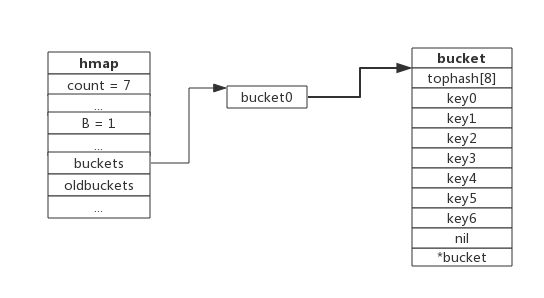 hmap
count = 7
...
B = 1
...
buckets
oldbuckets
...
bucket0
bucket
tophash[8]
key0
key1
key2
key3
key4
key5
key6
nil
*bucket